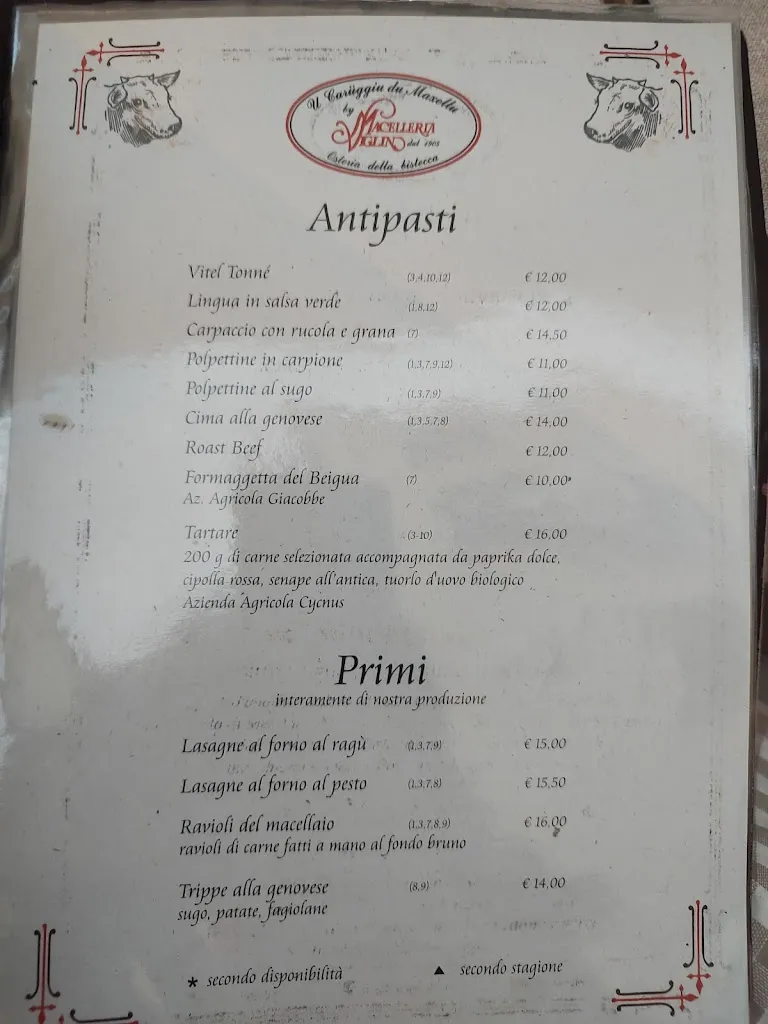 U Carüggiu du Maxellu
by MACELLERIA
VIGLINO dal 1905
Osteria della bistecca
Antipasti
Vitel Tonné (3,4,10,12) € 12,00
Lingua in salsa verde (1,8,12) € 12,00
Carpaccio con rucola e grana (7) € 14,50
Polpettine in carpione (1,3,7,9,12) € 11,00
Polpettine al sugo (1,3,7,9) € 11,00
Cima alla genovese (1,3,5,7,8) € 14,00
Roast Beef € 12,00
Formaggetta del Beigua (7) € 10,00*
Az. Agricola Giacobbe
Tartare (3-10) € 16,00
200 g di carne selezionata accompagnata da paprika dolce,
cipolla rossa, senape all'antica, tuorlo d'uovo biologico
Azienda Agricola Cycnus
Primi
interamente di nostra produzione
Lasagne al forno al ragù (1,3,7,9) € 15,00
Lasagne al forno al pesto (1,3,7,8) € 15,50
Ravioli del macellaio (1,3,7,8,9) € 16,00
ravioli di carne fatti a mano al fondo bruno
Trippe alla genovese (8,9) € 14,00
sugo, patate, fagiolane
* secondo disponibilità ▲ secondo stagione